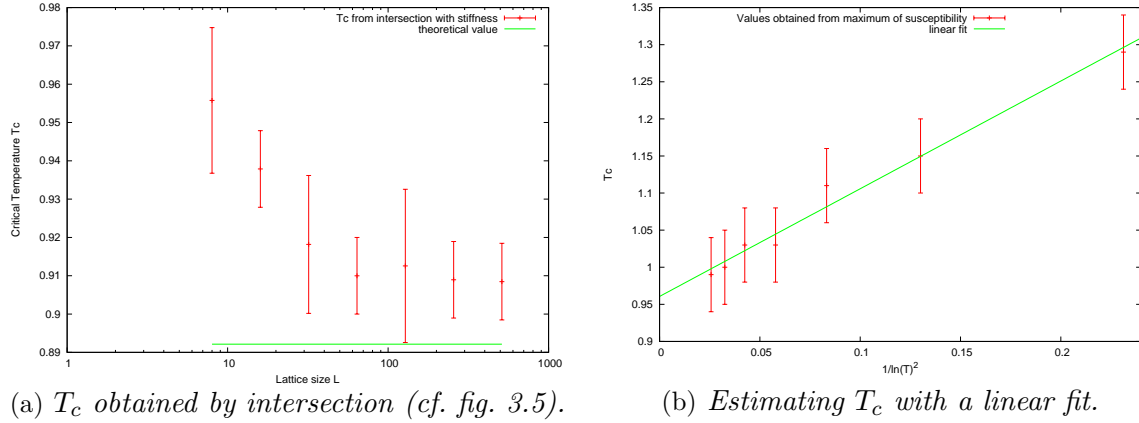 0.98
0.97
0.96
0.95
0.94
0.93
0.92
0.91
0.9
0.89
Critical Temperature Tc
Tc from intersection with stiffness
theoretical value
1
10
100
1000
Lattice size L
(a) Tc obtained by intersection (cf. fig. 3.5).
1.35
1.3
1.25
1.2
1.15
1.1
1.05
1
0.95
0.9
Tc
Values obtained from maximum of susceptibility
linear fit
0
0.05
0.1
0.15
0.2
1/ln(T)²
(b) Estimating Tc with a linear fit.